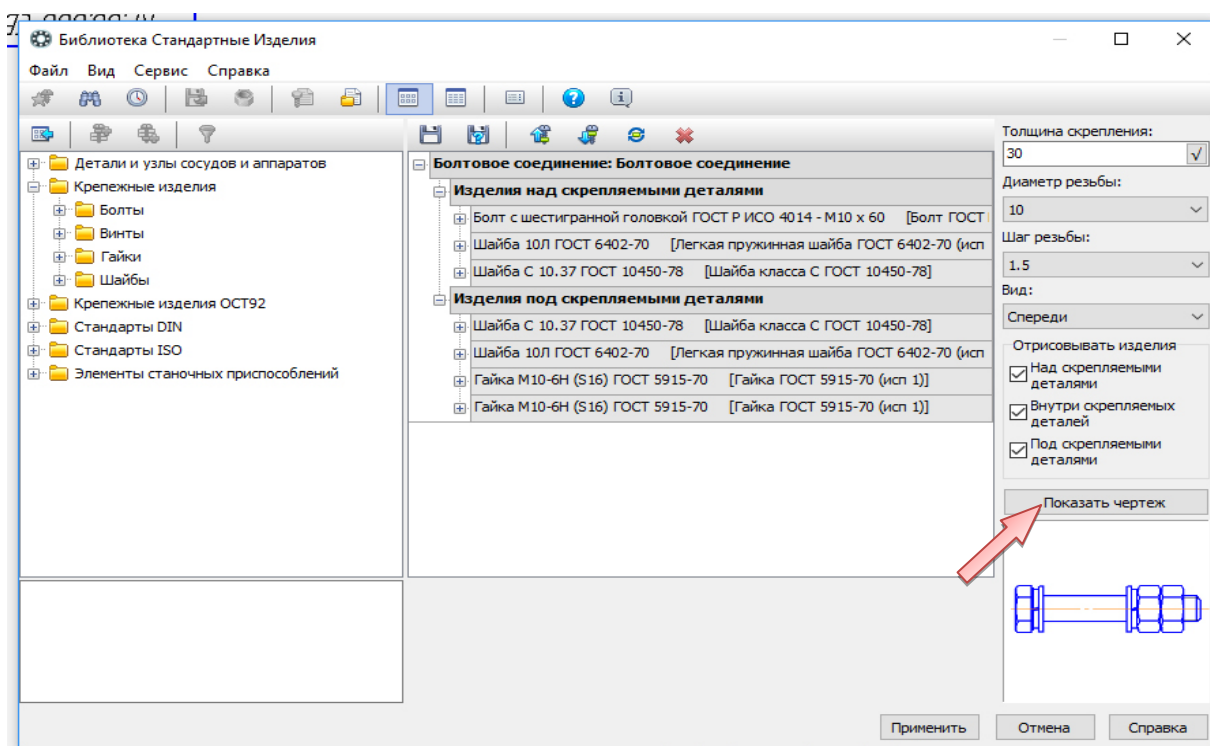 Библиотека Стандартные Изделия
Файл Вид Сервис Справка
Детали и узлы сосудов и аппаратов
Крепежные изделия
Болты
Винты
Гайки
Шайбы
Крепежные изделия ОСТ92
Стандарты DIN
Стандарты ISO
Элементы станочных приспособлений
Болтовое соединение: Болтовое соединение
Изделия над скрепляемыми деталями
Болт с шестигранной головкой ГОСТ Р ИСО 4014 - М10 x 60 [Болт ГОСТ
Шайба 10Л ГОСТ 6402-70 [Легкая пружинная шайба ГОСТ 6402-70 (исп
Шайба С 10.37 ГОСТ 10450-78 [Шайба класса С ГОСТ 10450-78]
Изделия под скрепляемыми деталями
Шайба С 10.37 ГОСТ 10450-78 [Шайба класса С ГОСТ 10450-78]
Шайба 10Л ГОСТ 6402-70 [Легкая пружинная шайба ГОСТ 6402-70 (исп
Гайка М10-6Н (S16) ГОСТ 5915-70 [Гайка ГОСТ 5915-70 (исп 1)]
Гайка М10-6Н (S16) ГОСТ 5915-70 [Гайка ГОСТ 5915-70 (исп 1)]
Толщина скрепления:
30
Диаметр резьбы:
10
Шаг резьбы:
1.5
Вид:
Спереди
Отрисовывать изделия
Над скрепляемыми
деталями
Внутри скрепляемых
деталей
Под скрепляемыми
деталями
Показать чертеж
Применить Отмена Справка